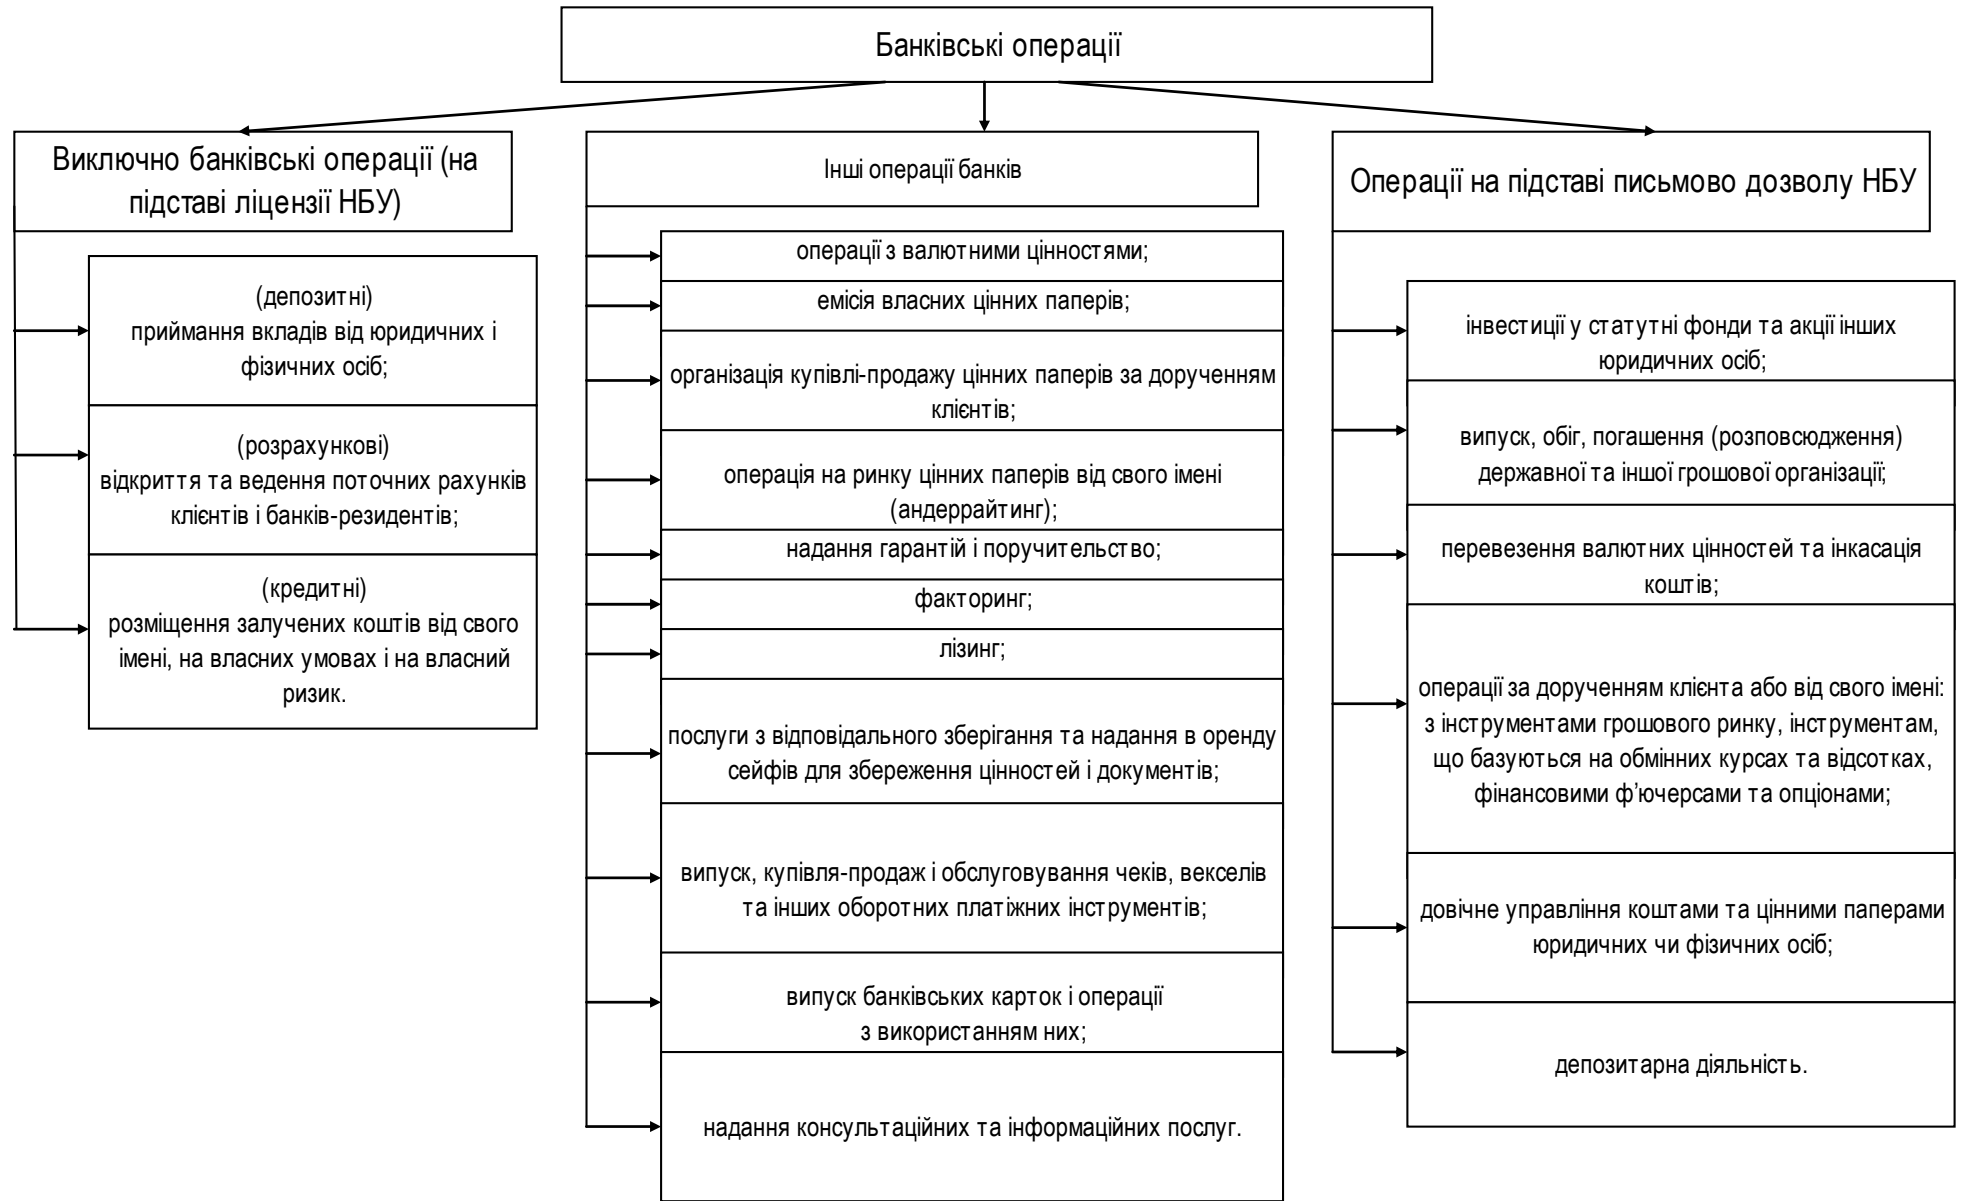 Банківські операції
Виключно банківські операції (на
підставі ліцензії НБУ)
(депозитні)
приймання вкладів від юридичних і
фізичних осіб;
(розрахункові)
відкриття та ведення поточних рахунків
клієнтів і банків-резидентів;
(кредитні)
розміщення залучених коштів від свого
імені, на власних умовах і на власний
ризик.
Інші операції банків
операції з валютними цінностями;
емісія власних цінних паперів;
організація купівлі-продажу цінних паперів за дорученням
клієнтів;
операція на ринку цінних паперів від свого імені
(андеррайтинг);
надання гарантій і поручительство;
факторинг;
лізинг;
послуги з відповідального зберігання та надання в оренду
сейфів для збереження цінностей і документів;
випуск, купівля-продаж і обслуговування чеків, векселів
та інших оборотних платіжних інструментів;
випуск банківських карток і операції
з використанням них;
надання консультаційних та інформаційних послуг.
Операції на підставі письмово дозволу НБУ
інвестиції у статутні фонди та акції інших
юридичних осіб;
випуск, обіг, погашення (розповсюдження)
державної та іншої грошової організації;
перевезення валютних цінностей та інкасація
коштів;
операції за дорученням клієнта або від свого імені:
з інструментами грошового ринку, інструментам,
що базуються на обмінних курсах та відсотках,
фінансовими ф’ючерсами та опціонами;
довічне управління коштами та цінними паперами
юридичних чи фізичних осіб;
депозитарна діяльність.